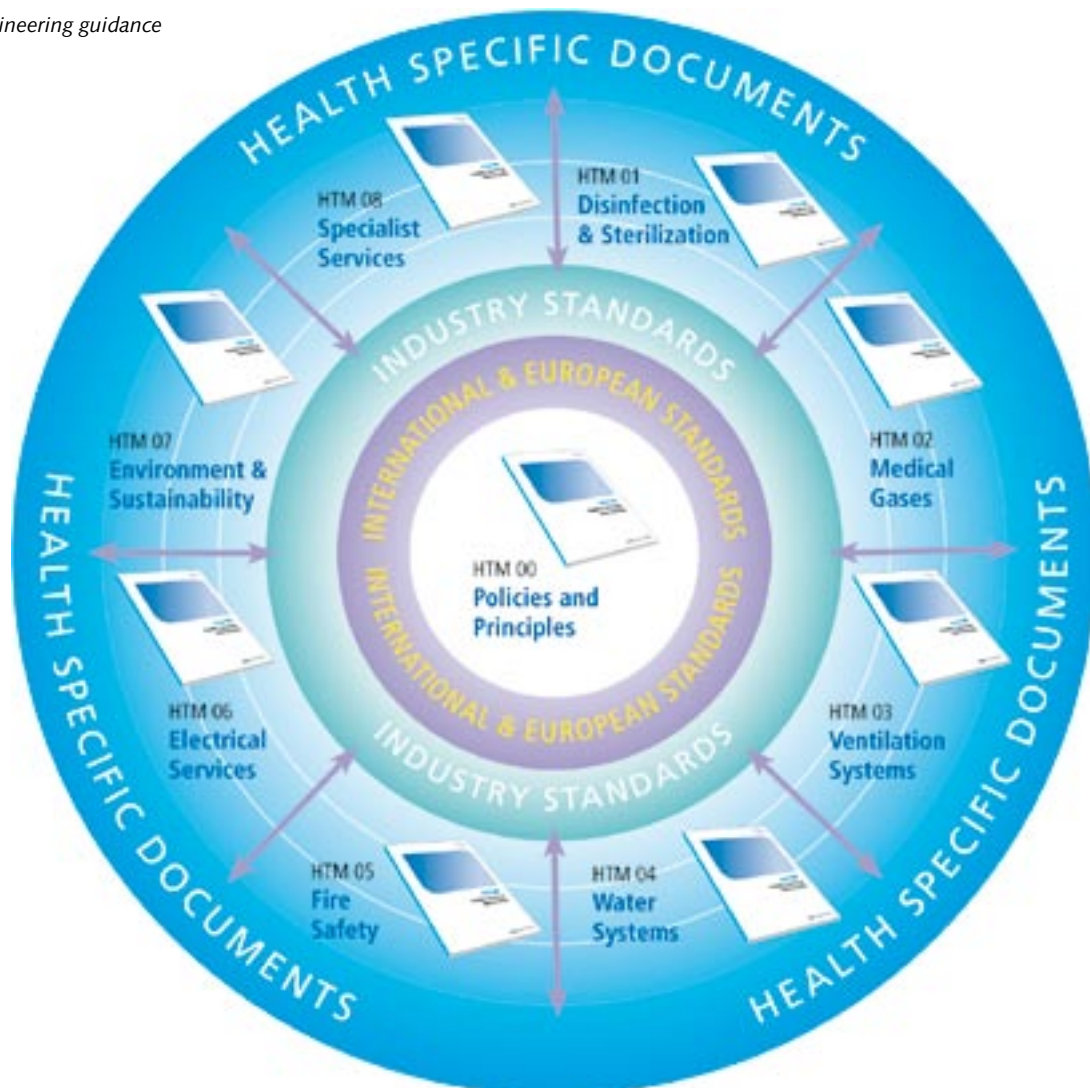 ineering guidance
HEALTH SPECIFIC DOCUMENTS
HTM 08
Specialist
Services
HTM 01
Disinfection
& Sterilization
INDUSTRY STANDARDS
INTERNATIONAL & EUROPEAN STANDARDS
HTM 07
Environment &
Sustainability
HTM 02
Medical
Gases
HTM 00
Policies and
Principles
HEALTH SPECIFIC DOCUMENTS
HEALTH SPECIFIC DOCUMENTS
INTERNATIONAL & EUROPEAN STANDARDS
INDUSTRY STANDARDS
HTM 06
Electrical
Services
HTM 03
Ventilation
Systems
HTM 05
Fire
Safety
HTM 04
Water
Systems